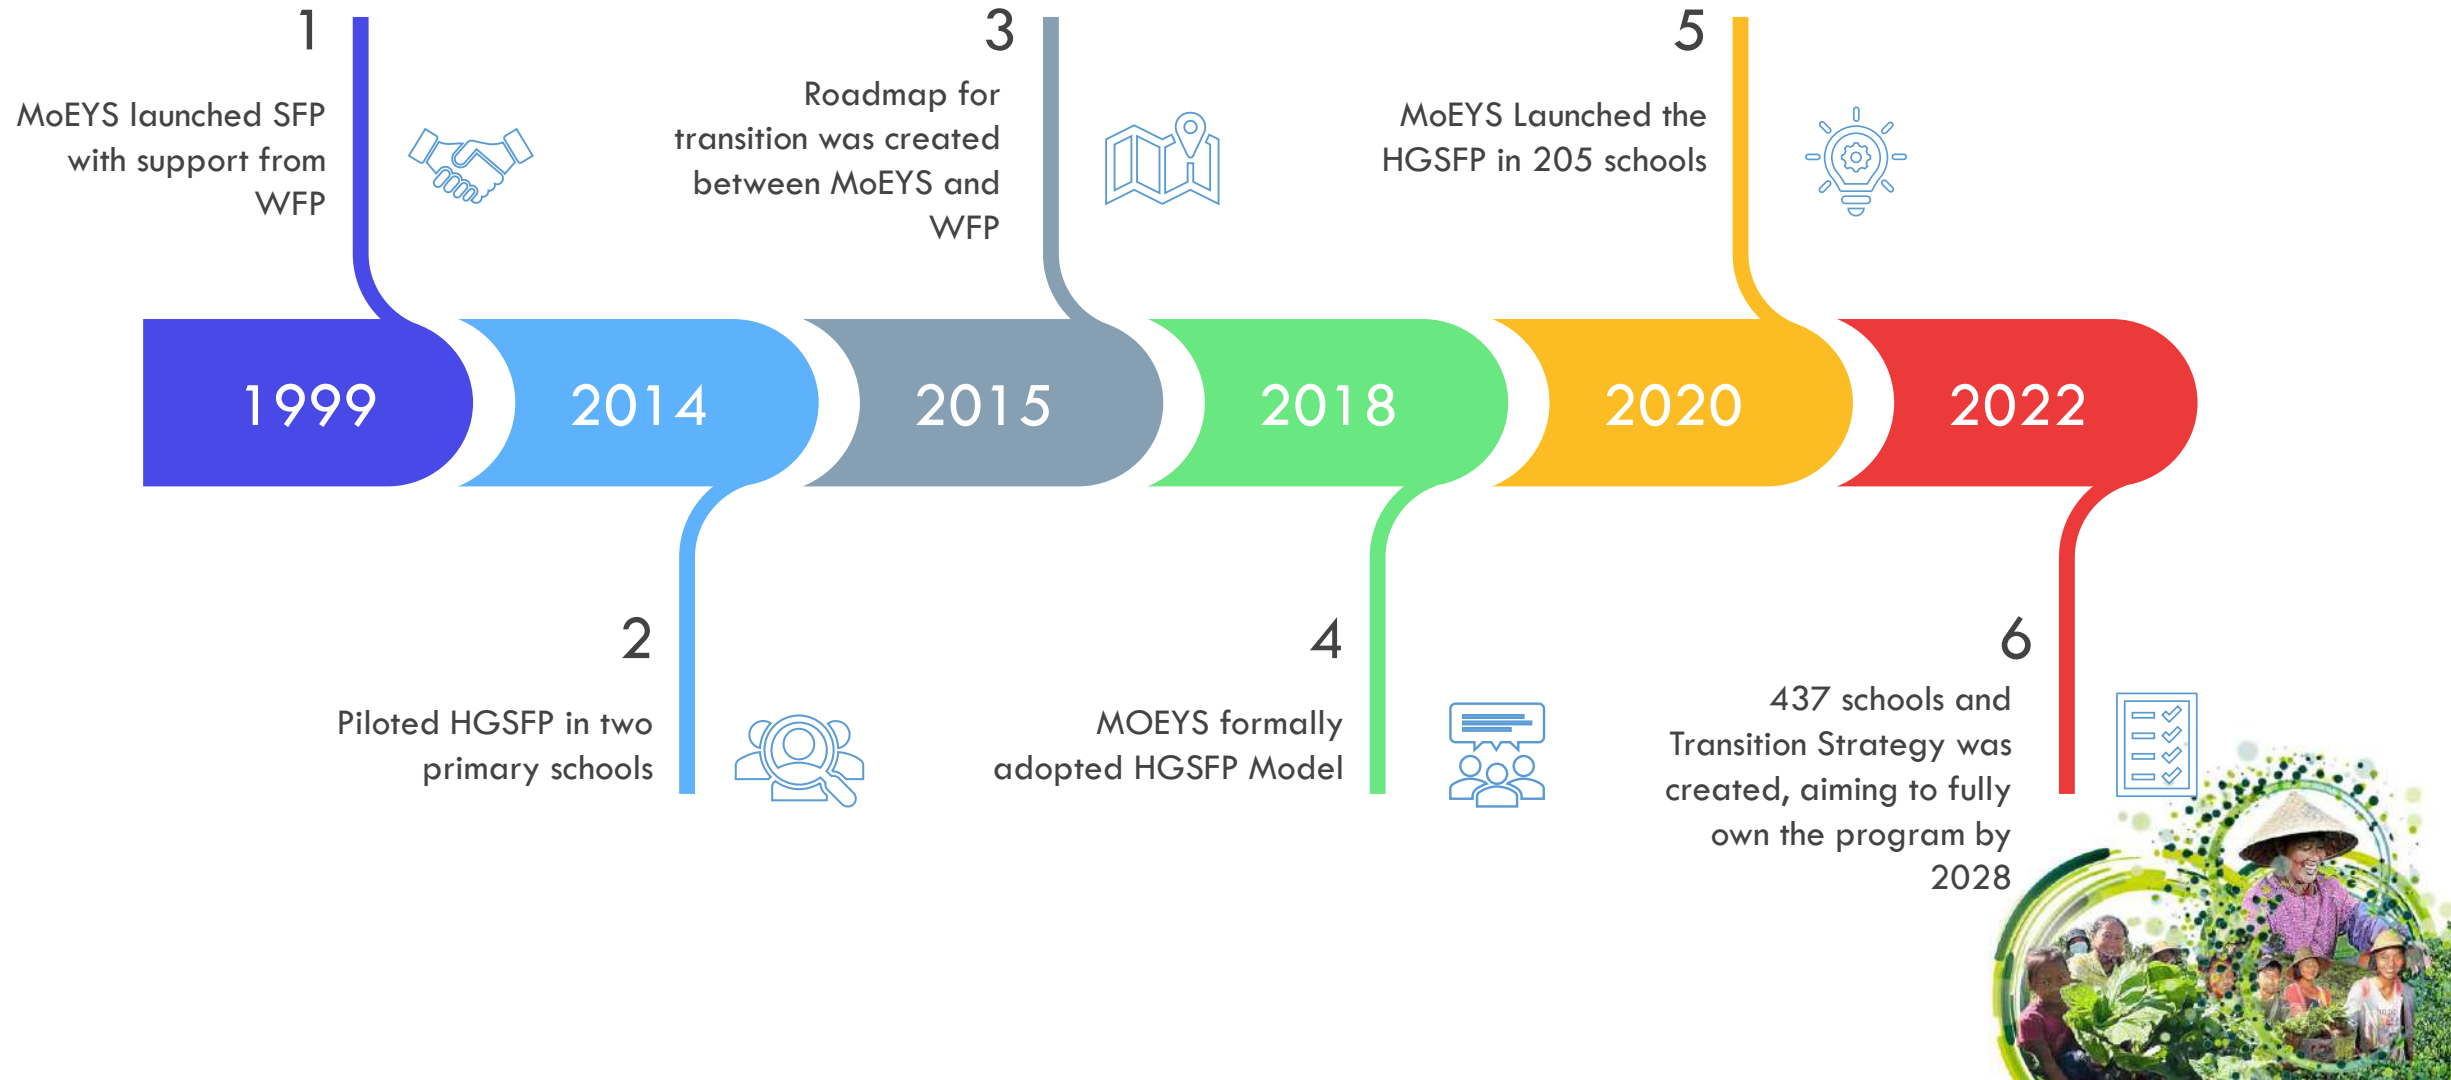 1
MoEYS launched SFP
with support from
WFP
3
Roadmap for
transition was created
between MoEYS and
WFP
5
MoEYS Launched the
HGSFP in 205 schools
1999
2014
2015
2018
2020
2022
2
Piloted HGSFP in two
primary schools
4
MOEYS formally
adopted HGSFP Model
6
437 schools and
Transition Strategy was
created, aiming to fully
own the program by
2028